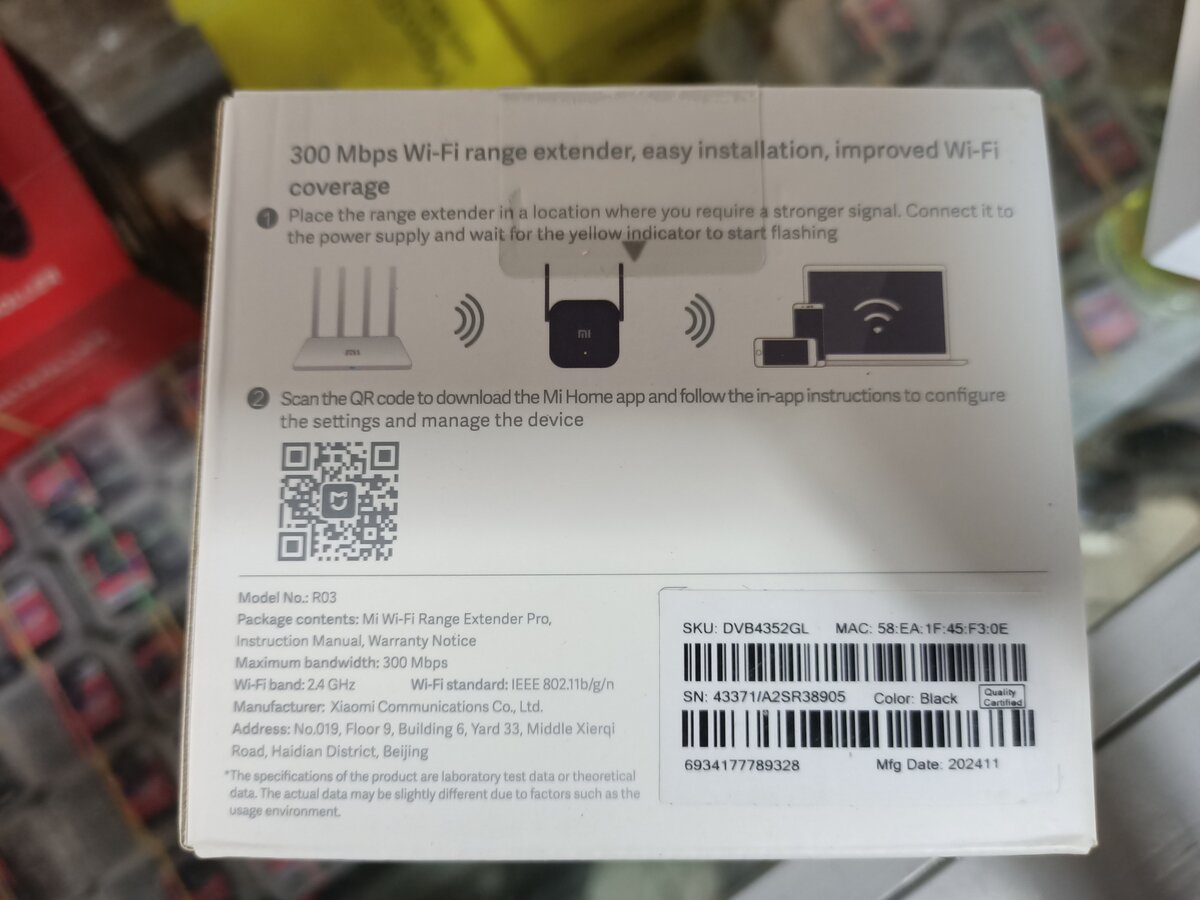 300 Mbps Wi-Fi range extender, easy installation, improved Wi-Fi
coverage
1 Place the range extender in a location where you require a stronger signal. Connect it to
the power supply and wait for the yellow indicator to start flashing
mi
mi
2 Scan the QR code to download the Mi Home app and follow the in-app instructions to configure
the settings and manage the device
Model No.: R03
Package contents: Mi Wi-Fi Range Extender Pro,
Instruction Manual, Warranty Notice
Maximum bandwidth: 300 Mbps
Wi-Fi band: 2.4 GHz Wi-Fi standard: IEEE 802.11b/g/n
Manufacturer: Xiaomi Communications Co., Ltd.
Address: No.019, Floor 9, Building 6, Yard 33, Middle Xierqi
Road, Haidian District, Beijing
*The specifications of the product are laboratory test data or theoretical
data. The actual data may be slightly different due to factors such as the
usage environment.
SKU: DVB4352GL MAC: 58:EA:1F:45:F3:0E
SN: 43371/A2SR38905 Color: Black
Quality
Certified
6934177789328 Mfg Date: 202411